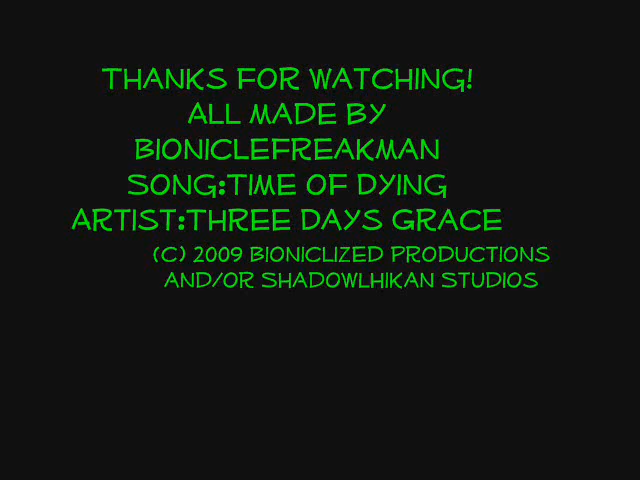 THANKS FOR WATCHING!
ALL MADE BY
BIONICLEFREAKMAN
SONG:TIME OF DYING
ARTIST:THREE DAYS GRACE
(C) 2009 BIONICLIZED PRODUCTIONS
AND/OR SHADOWLHIKAN STUDIOS